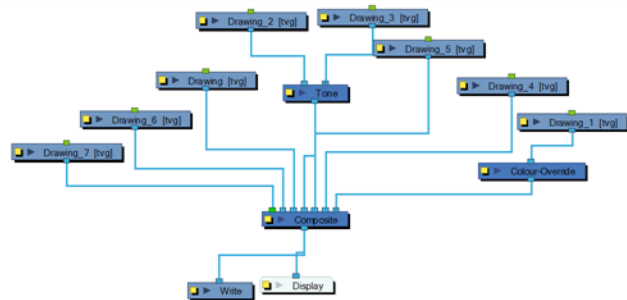 Drawing_2 [tvg]
Drawing_3 [tvg]
Drawing_5 [tvg]
Drawing [tvg]
Drawing_4 [tvg]
Tone
Drawing_6 [tvg]
Drawing_1 [tvg]
Drawing_7 [tvg]
Colour-Override
Composite
Write
Display